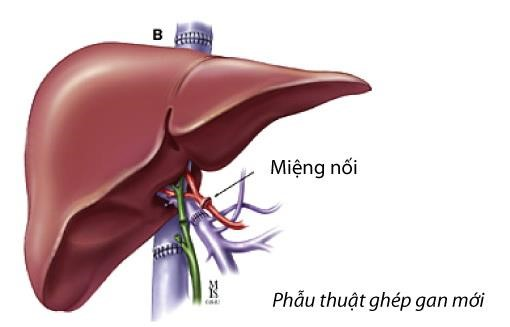 B
Miệng nối
Phẫu thuật ghép gan mới